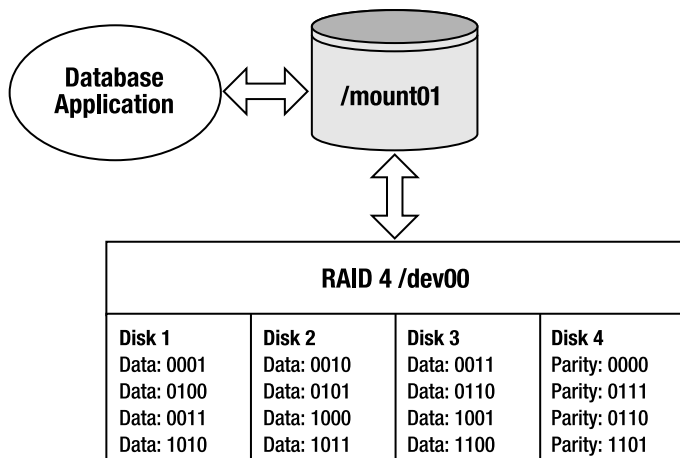 Database
Application
/mount01
RAID 4 /dev00
Disk 1
Data: 0001
Data: 0100
Data: 0011
Data: 1010
Disk 2
Data: 0010
Data: 0101
Data: 1000
Data: 1011
Disk 3
Data: 0011
Data: 0110
Data: 1001
Data: 1100
Disk 4
Parity: 0000
Parity: 0111
Parity: 0110
Parity: 1101